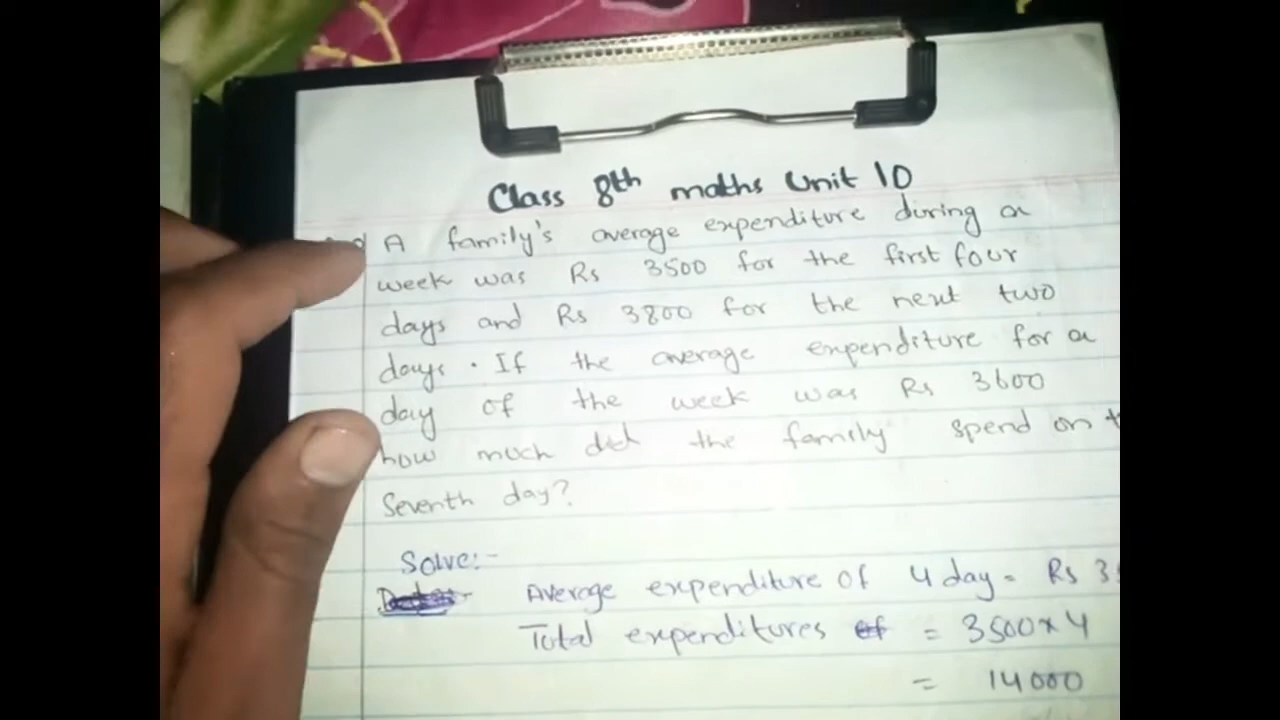 Class 8th maths Unit 10
A family's average expenditure during a
week was Rs 3500 for the first four
days and Rs 3800 for the next two
days. If the average expenditure for a
day of the week was Rs 3600
how much did the family spend on
Seventh day?
Solve:-
Average expenditure of 4 day = Rs
Total expenditures = 3500x4
= 14000